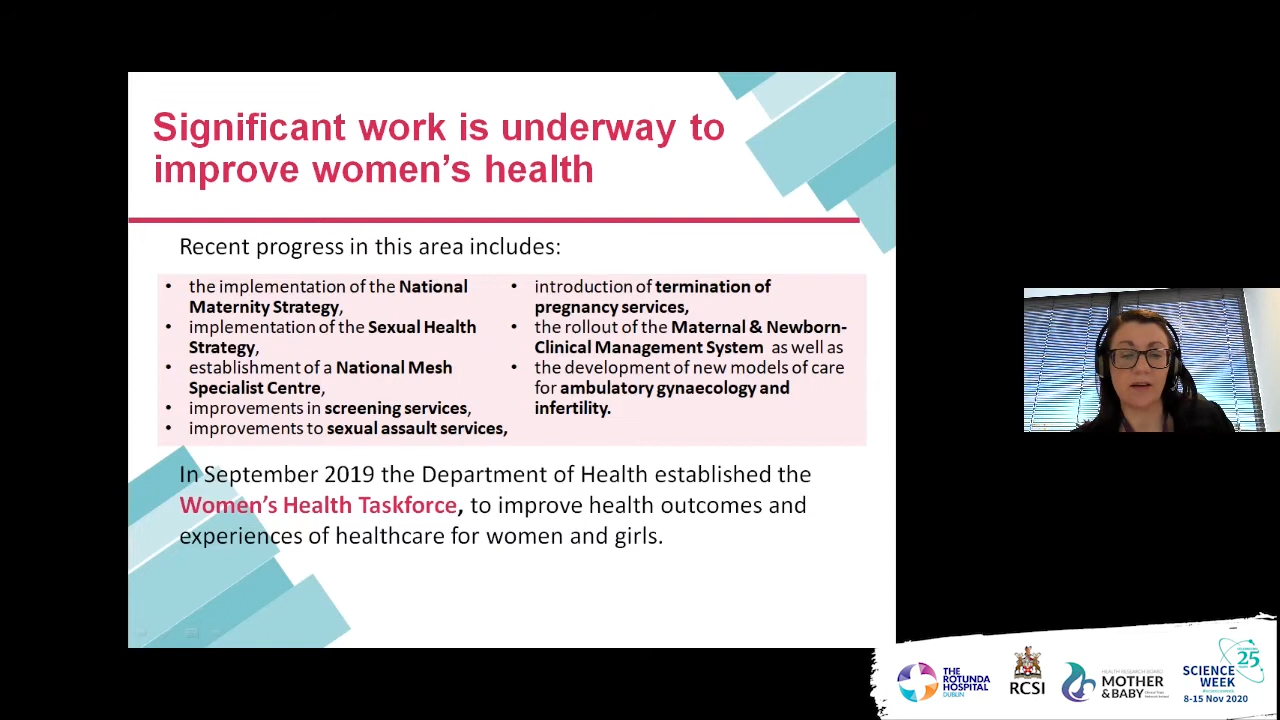 Significant work is underway to
improve women's health
Recent progress in this area includes:
• the implementation of the National
Maternity Strategy,
• implementation of the Sexual Health
Strategy,
• establishment of a National Mesh
Specialist Centre,
• improvements in screening services,
• improvements to sexual assault services,
• introduction of termination of
pregnancy services,
• the rollout of the Maternal & Newborn-
Clinical Management System as well as
• the development of new models of care
for ambulatory gynaecology and
infertility.
In September 2019 the Department of Health established the
Women's Health Taskforce, to improve health outcomes and
experiences of healthcare for women and girls.
THE
ROTUNDA
HOSPITAL
DUBLIN
RCSI
HEALTH RESEARCH BOARD
MOTHER
&BABY
25
SCIENCE
WEEK
8-15 Nov 2020